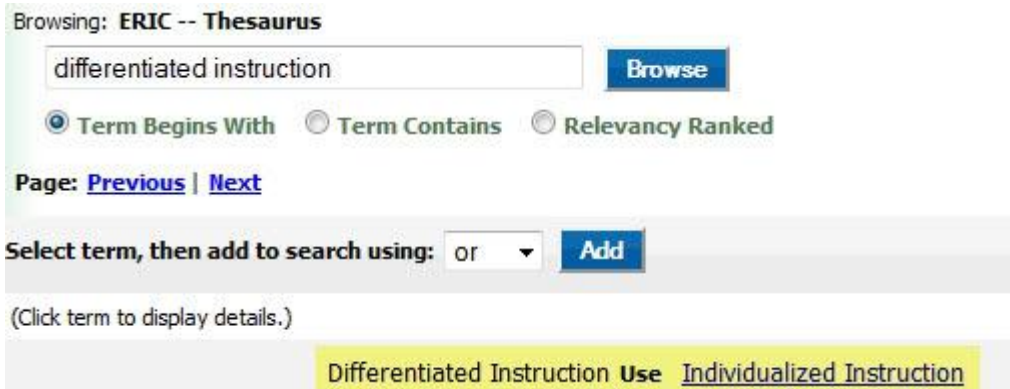 Browsing: ERIC -- Thesaurus
differentiated instruction Browse
Term Begins With Term Contains Relevancy Ranked
Page: Previous | Next
Select term, then add to search using: or Add
(Click term to display details.)
Differentiated Instruction Use Individualized Instruction